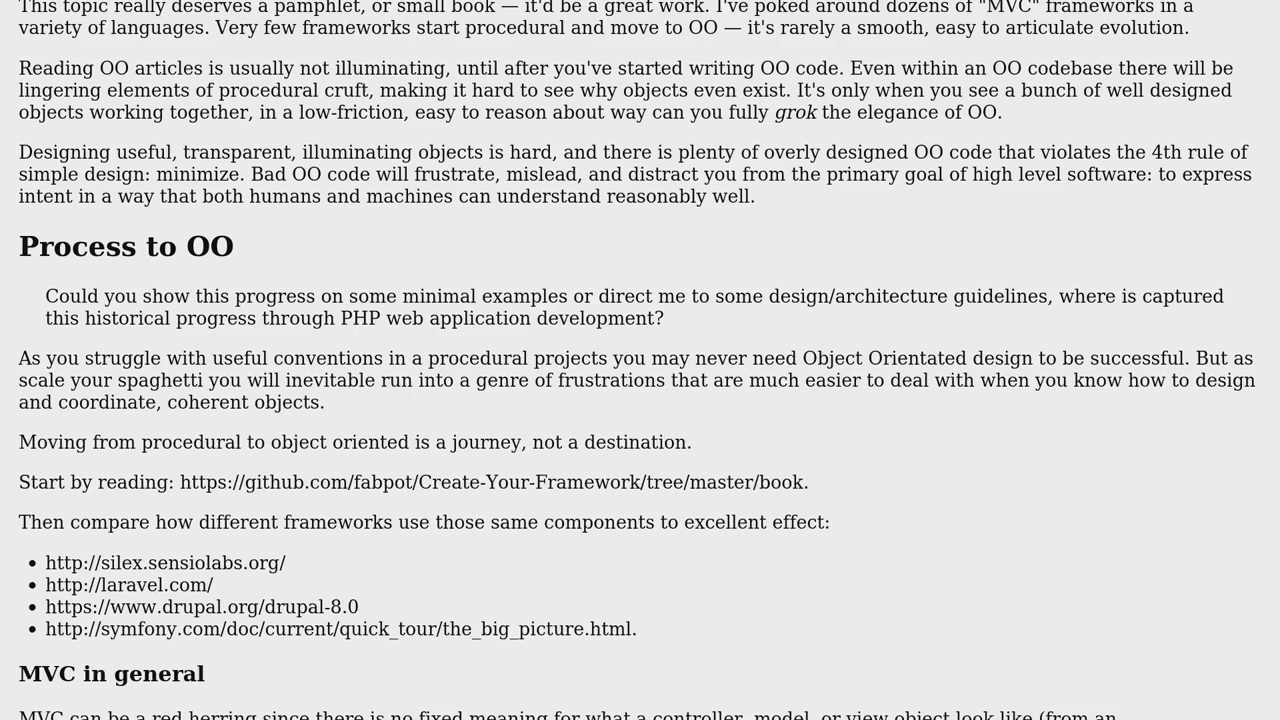 This topic really deserves a pamphlet, or small book — it'd be a great work. I've poked around dozens of "MVC" frameworks in a
variety of languages. Very few frameworks start procedural and move to OO — it's rarely a smooth, easy to articulate evolution.
Reading OO articles is usually not illuminating, until after you've started writing OO code. Even within an OO codebase there will be
lingering elements of procedural cruft, making it hard to see why objects even exist. It's only when you see a bunch of well designed
objects working together, in a low-friction, easy to reason about way can you fully grok the elegance of OO.
Designing useful, transparent, illuminating objects is hard, and there is plenty of overly designed OO code that violates the 4th rule of
simple design: minimize. Bad OO code will frustrate, mislead, and distract you from the primary goal of high level software: to express
intent in a way that both humans and machines can understand reasonably well.
Process to OO
Could you show this progress on some minimal examples or direct me to some design/architecture guidelines, where is captured
this historical progress through PHP web application development?
As you struggle with useful conventions in a procedural projects you may never need Object Orientated design to be successful. But as
scale your spaghetti you will inevitable run into a genre of frustrations that are much easier to deal with when you know how to design
and coordinate, coherent objects.
Moving from procedural to object oriented is a journey, not a destination.
Start by reading: https://github.com/fabpot/Create-Your-Framework/tree/master/book.
Then compare how different frameworks use those same components to excellent effect:
• http://silex.sensiolabs.org/
• http://laravel.com/
• https://www.drupal.org/drupal-8.0
• http://symfony.com/doc/current/quick_tour/the_big_picture.html.
MVC in general
MVC can be a red herring since there is no fixed meaning for what a controller, model, or view object look like (from an